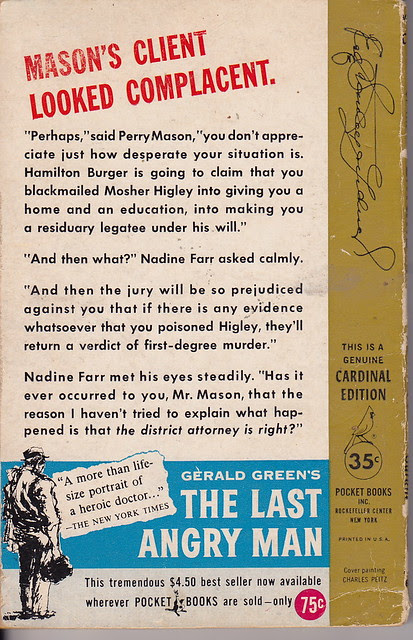 MASON'S CLIENT
LOOKED COMPLACENT.
"Perhaps," said Perry Mason, "you don't appre-
ciate just how desperate your situation is.
Hamilton Burger is going to claim that you
blackmailed Mosher Higley into giving you a
home and an education, into making you
a residuary legatee under his will."
"And then what?" Nadine Farr asked calmly.
"And then the jury will be so prejudiced
against you that if there is any evidence
whatsoever that you poisoned Higley, they'll
return a verdict of first-degree murder."
Nadine Farr met his eyes steadily. "Has it
ever occurred to you, Mr. Mason, that the
reason I haven't tried to explain what hap-
pened is that the district attorney is right?"
"A more than life-
size portrait of
a heroic doctor..."
—THE NEW YORK TIMES
GERALD GREEN'S
THE LAST
ANGRY MAN
This tremendous $4.50 best seller now available
wherever POCKET BOOKS are sold—only 75¢
Erle Stanley Gardner
THIS IS A
GENUINE
CARDINAL
EDITION
35¢
POCKET BOOKS
INC.
ROCKEFELLER CENTER
NEW YORK
PRINTED IN U.S.A.
Cover painting
CHARLES PEITZ